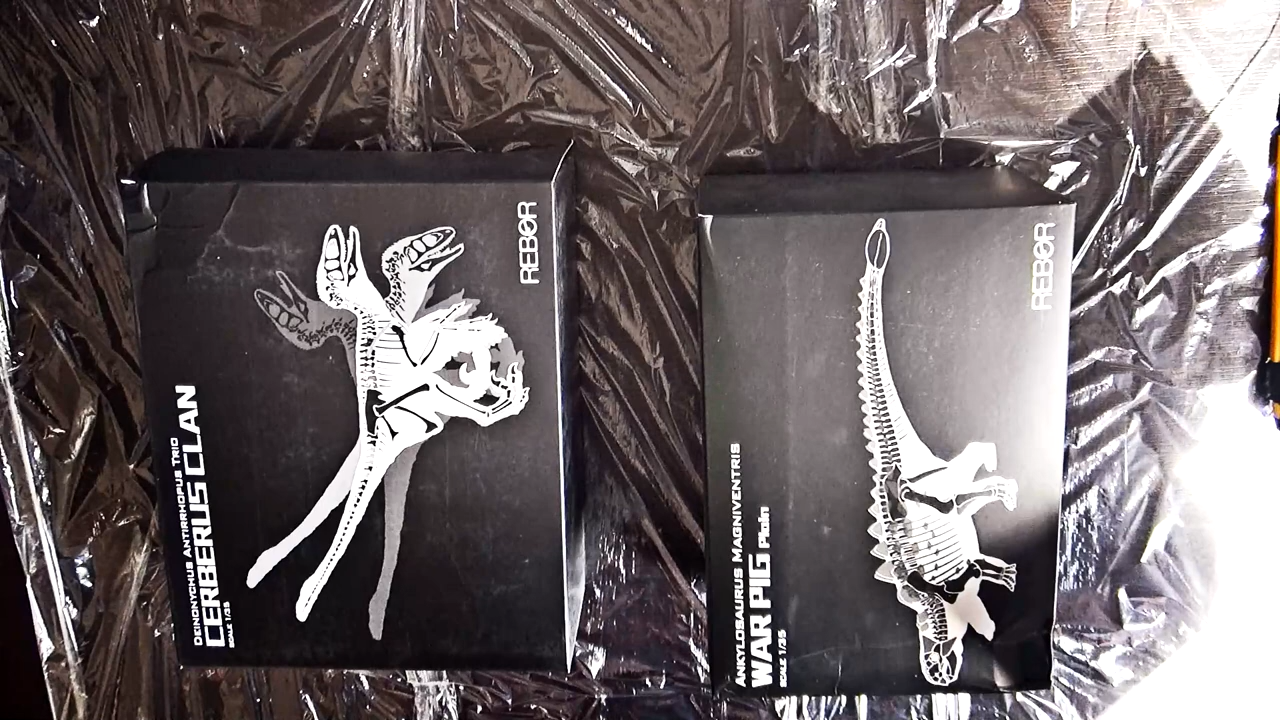 DEINONYCHUS ANTIRRHOPUS TRIO
CERBERUS CLAN
SCALE 1/35
REBOR
ANKYLOSAURUS MAGNIVENTRIS
WAR PIG Plain
SCALE 1/35
REBOR